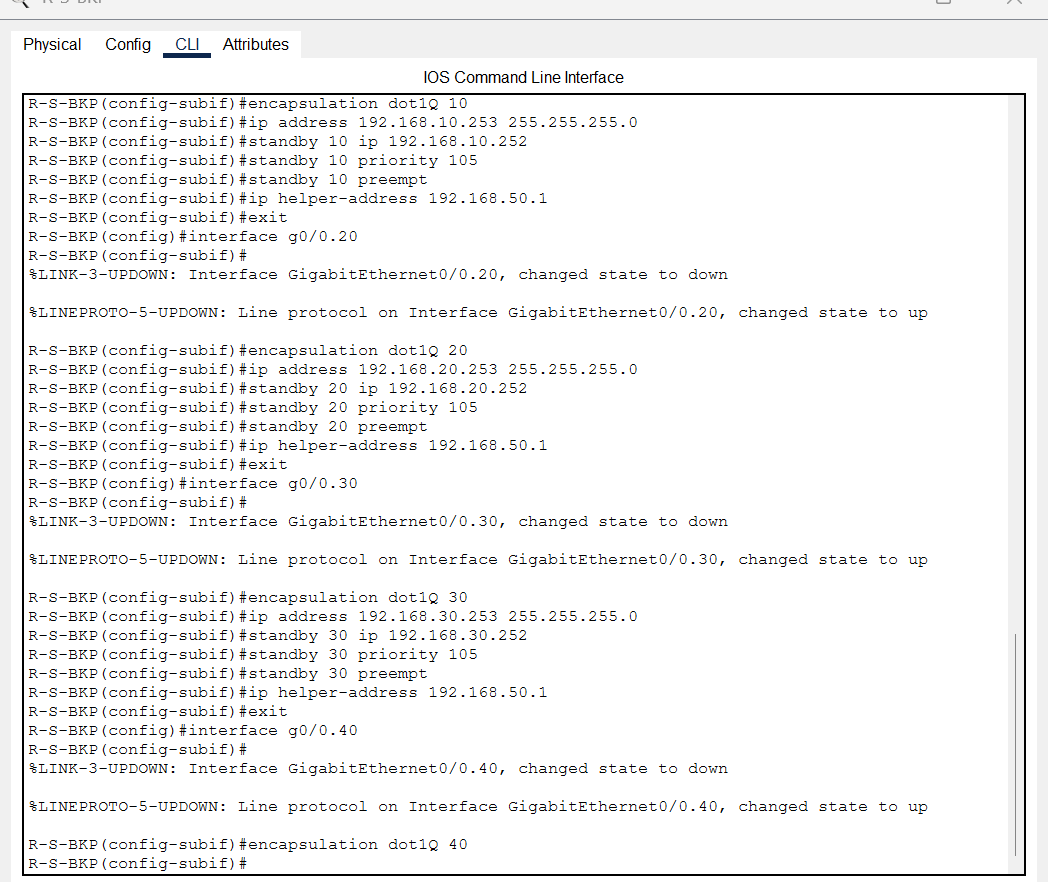 R-S-BKP
Physical Config CLI Attributes
IOS Command Line Interface
R-S-BKP(config-subif)#encapsulation dot1Q 10
R-S-BKP(config-subif)#ip address 192.168.10.253 255.255.255.0
R-S-BKP(config-subif)#standby 10 ip 192.168.10.252
R-S-BKP(config-subif)#standby 10 priority 105
R-S-BKP(config-subif)#standby 10 preempt
R-S-BKP(config-subif)#ip helper-address 192.168.50.1
R-S-BKP(config-subif)#exit
R-S-BKP(config)#interface g0/0.20
R-S-BKP(config-subif)#
%LINK-3-UPDOWN: Interface GigabitEthernet0/0.20, changed state to down
%LINEPROTO-5-UPDOWN: Line protocol on Interface GigabitEthernet0/0.20, changed state to up
R-S-BKP(config-subif)#encapsulation dot1Q 20
R-S-BKP(config-subif)#ip address 192.168.20.253 255.255.255.0
R-S-BKP(config-subif)#standby 20 ip 192.168.20.252
R-S-BKP(config-subif)#standby 20 priority 105
R-S-BKP(config-subif)#standby 20 preempt
R-S-BKP(config-subif)#ip helper-address 192.168.50.1
R-S-BKP(config-subif)#exit
R-S-BKP(config)#interface g0/0.30
R-S-BKP(config-subif)#
%LINK-3-UPDOWN: Interface GigabitEthernet0/0.30, changed state to down
%LINEPROTO-5-UPDOWN: Line protocol on Interface GigabitEthernet0/0.30, changed state to up
R-S-BKP(config-subif)#encapsulation dot1Q 30
R-S-BKP(config-subif)#ip address 192.168.30.253 255.255.255.0
R-S-BKP(config-subif)#standby 30 ip 192.168.30.252
R-S-BKP(config-subif)#standby 30 priority 105
R-S-BKP(config-subif)#standby 30 preempt
R-S-BKP(config-subif)#ip helper-address 192.168.50.1
R-S-BKP(config-subif)#exit
R-S-BKP(config)#interface g0/0.40
R-S-BKP(config-subif)#
%LINK-3-UPDOWN: Interface GigabitEthernet0/0.40, changed state to down
%LINEPROTO-5-UPDOWN: Line protocol on Interface GigabitEthernet0/0.40, changed state to up
R-S-BKP(config-subif)#encapsulation dot1Q 40
R-S-BKP(config-subif)#